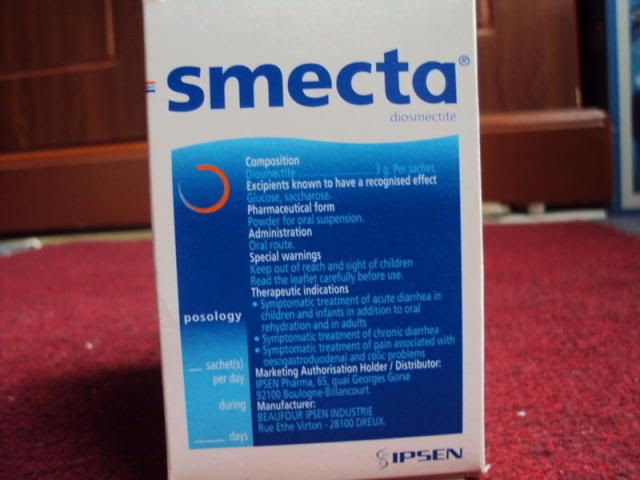 smecta®
diosmectite
Composition
Diosmectite ........................ 3 g. Per sachet
Excipients known to have a recognised effect
Glucose, saccharose.
Pharmaceutical form
Powder for oral suspension.
Administration
Oral route.
Special warnings
Keep out of reach and sight of children
Read the leaflet carefully before use.
Therapeutic indications
• Symptomatic treatment of acute diarrhea in
children and infants in addition to oral
rehydration and in adults
• Symptomatic treatment of chronic diarrhea
• Symptomatic treatment of pain associated with
oesogastroduodenal and colic problems
Marketing Authorisation Holder / Distributor:
IPSEN Pharma, 65, quai Georges Gorse
92100 Boulogne-Billancourt.
Manufacturer:
BEAUFOUR IPSEN INDUSTRIE
Rue Ethe Virton - 28100 DREUX.
posology
__ sachet(s)
per day
during
_____ days
IPSEN